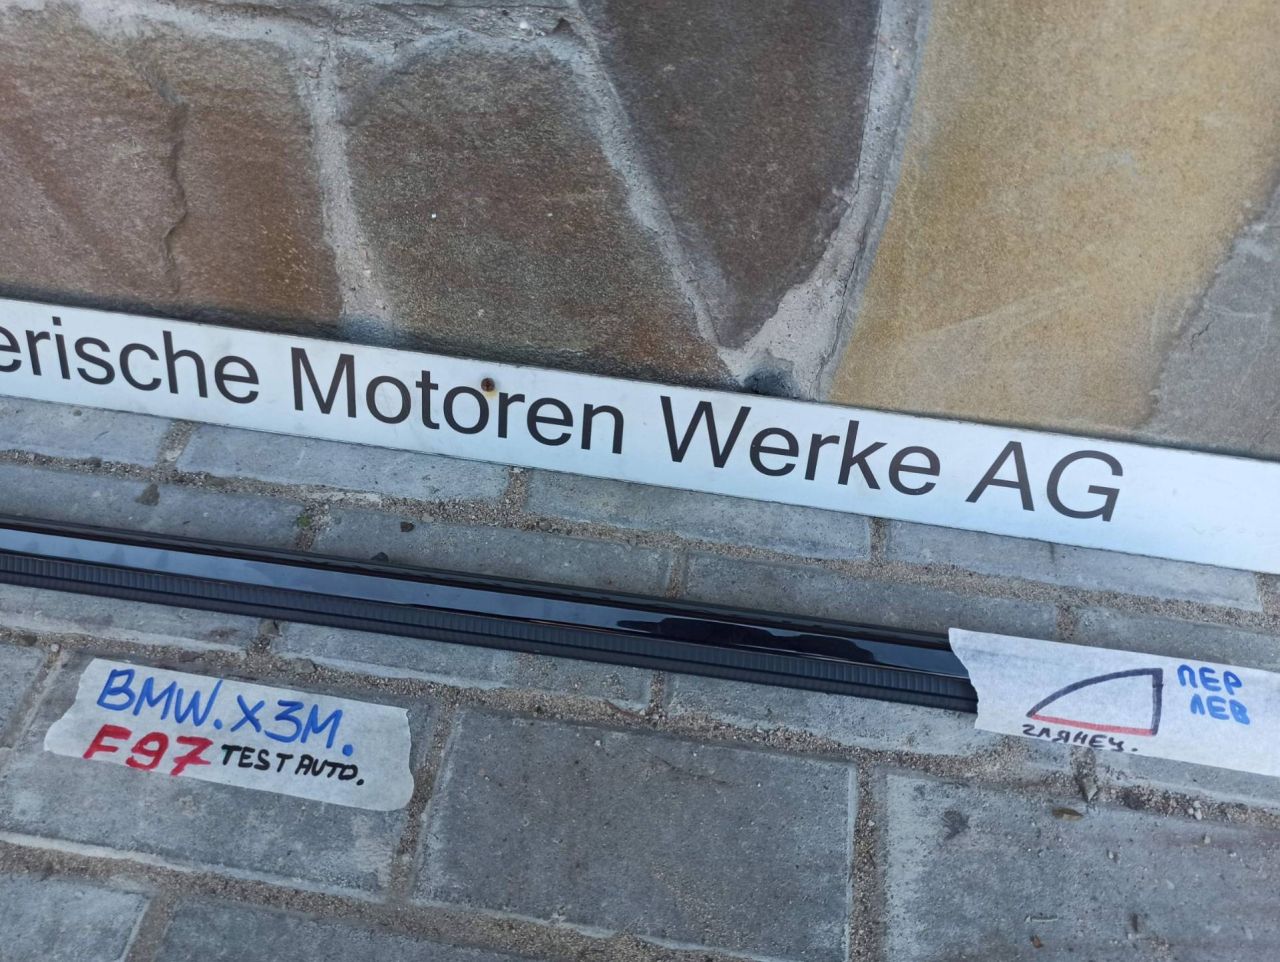 erische Motoren Werke AG
BMW. X3M.
F97 TEST AUTO.
ПЕР
ЛЕВ
ГЛЯНЕЦ.